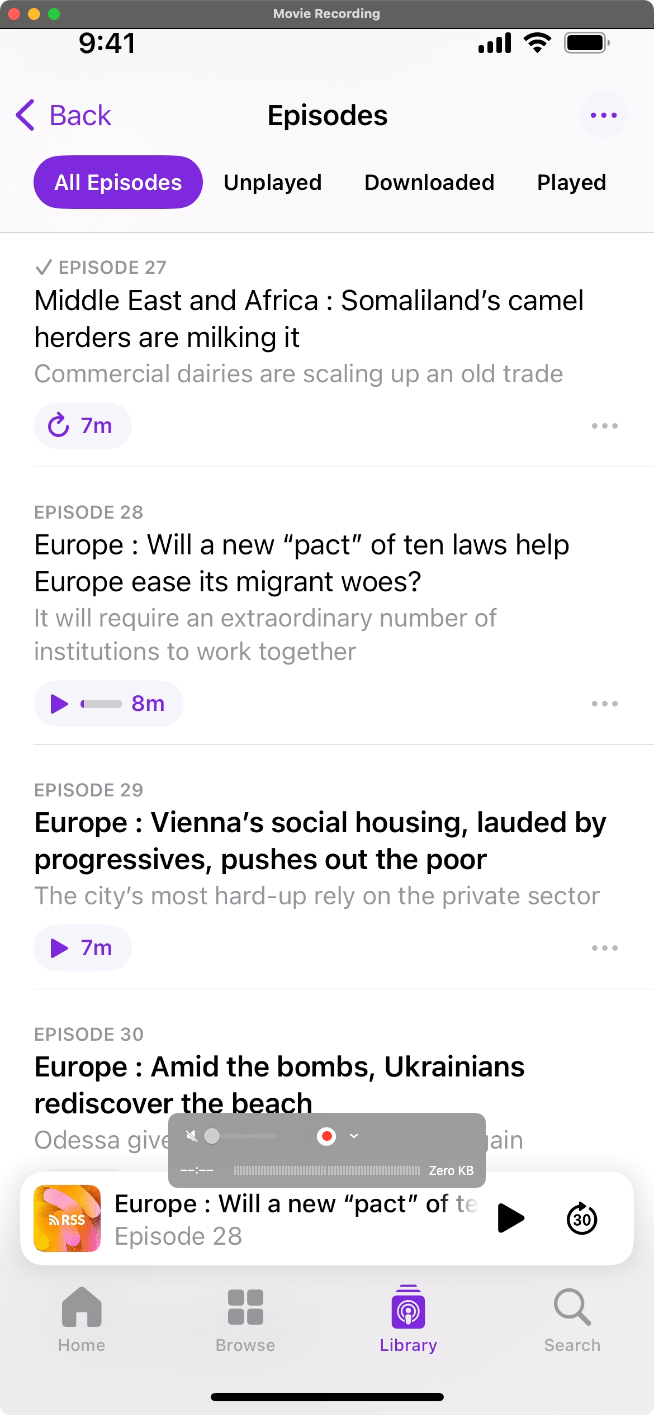 Movie Recording
9:41
Back
Episodes
All Episodes
Unplayed
Downloaded
Played
EPISODE 27
Middle East and Africa : Somaliland’s camel
herders are milking it
Commercial dairies are scaling up an old trade
7m
EPISODE 28
Europe : Will a new “pact” of ten laws help
Europe ease its migrant woes?
It will require an extraordinary number of
institutions to work together
8m
EPISODE 29
Europe : Vienna’s social housing, lauded by
progressives, pushes out the poor
The city’s most hard-up rely on the private sector
7m
EPISODE 30
Europe : Amid the bombs, Ukrainians
rediscover the beach
Odessa
--:--
Zero KB
RSS
Europe : Will a new “pact” of te
Episode 28
30
Home
Browse
Library
Search